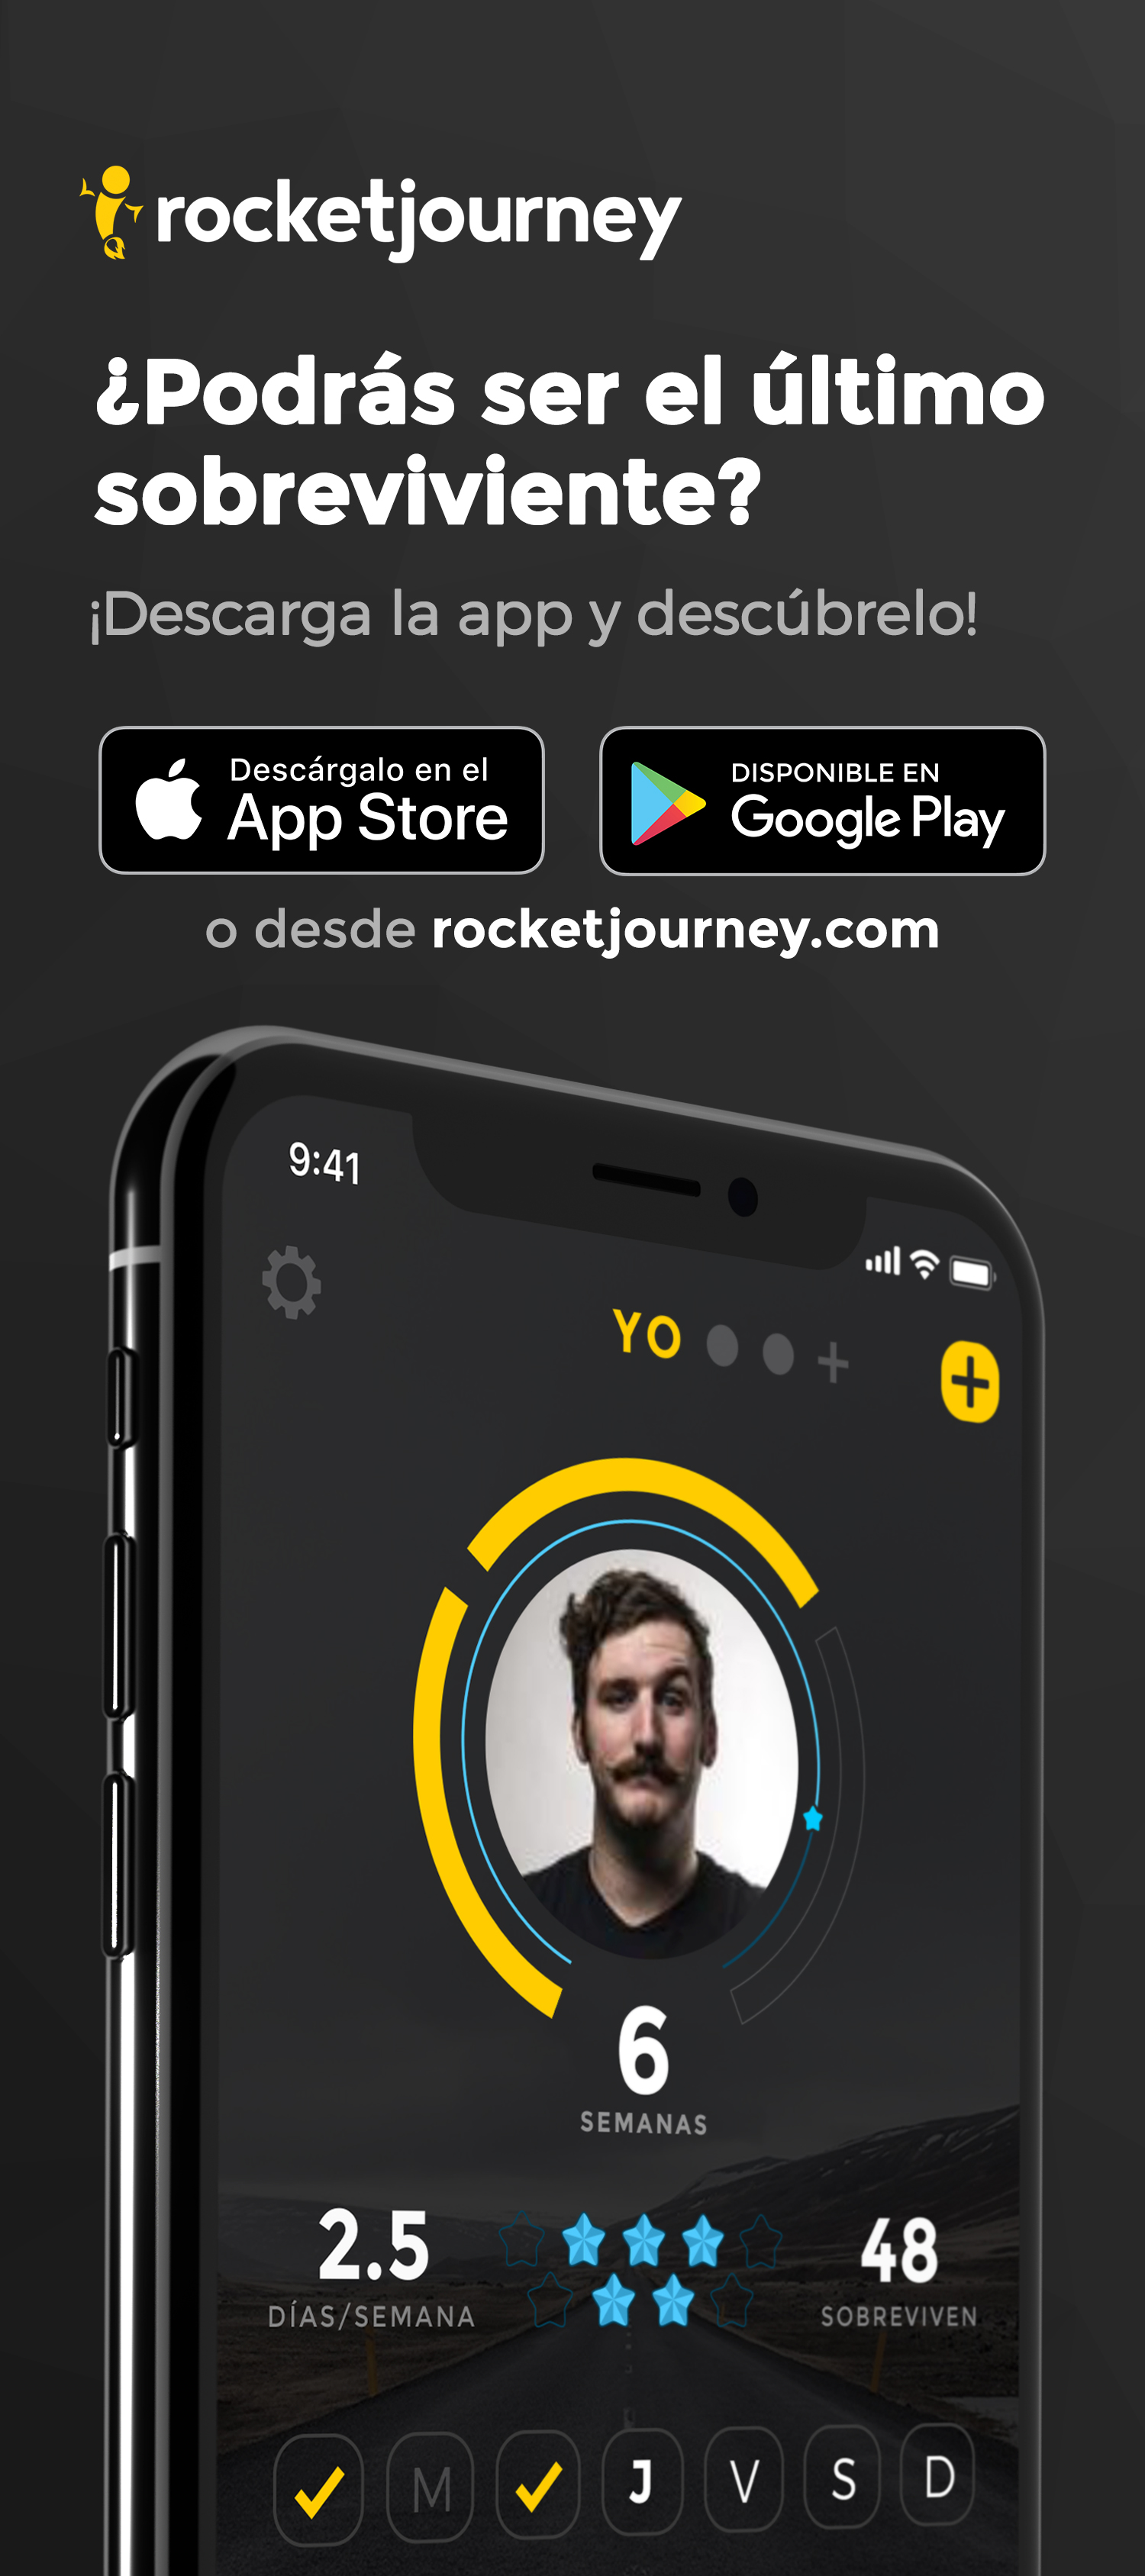 rocketjourney
¿Podrás ser el último
sobreviviente?
¡Descarga la app y descúbrelo!
Descárgalo en el
App Store
DISPONIBLE EN
Google Play
o desde rocketjourney.com
9:41
YO
6
SEMANAS
2.5
DÍAS/SEMANA
48
SOBREVIVEN
M J V S D